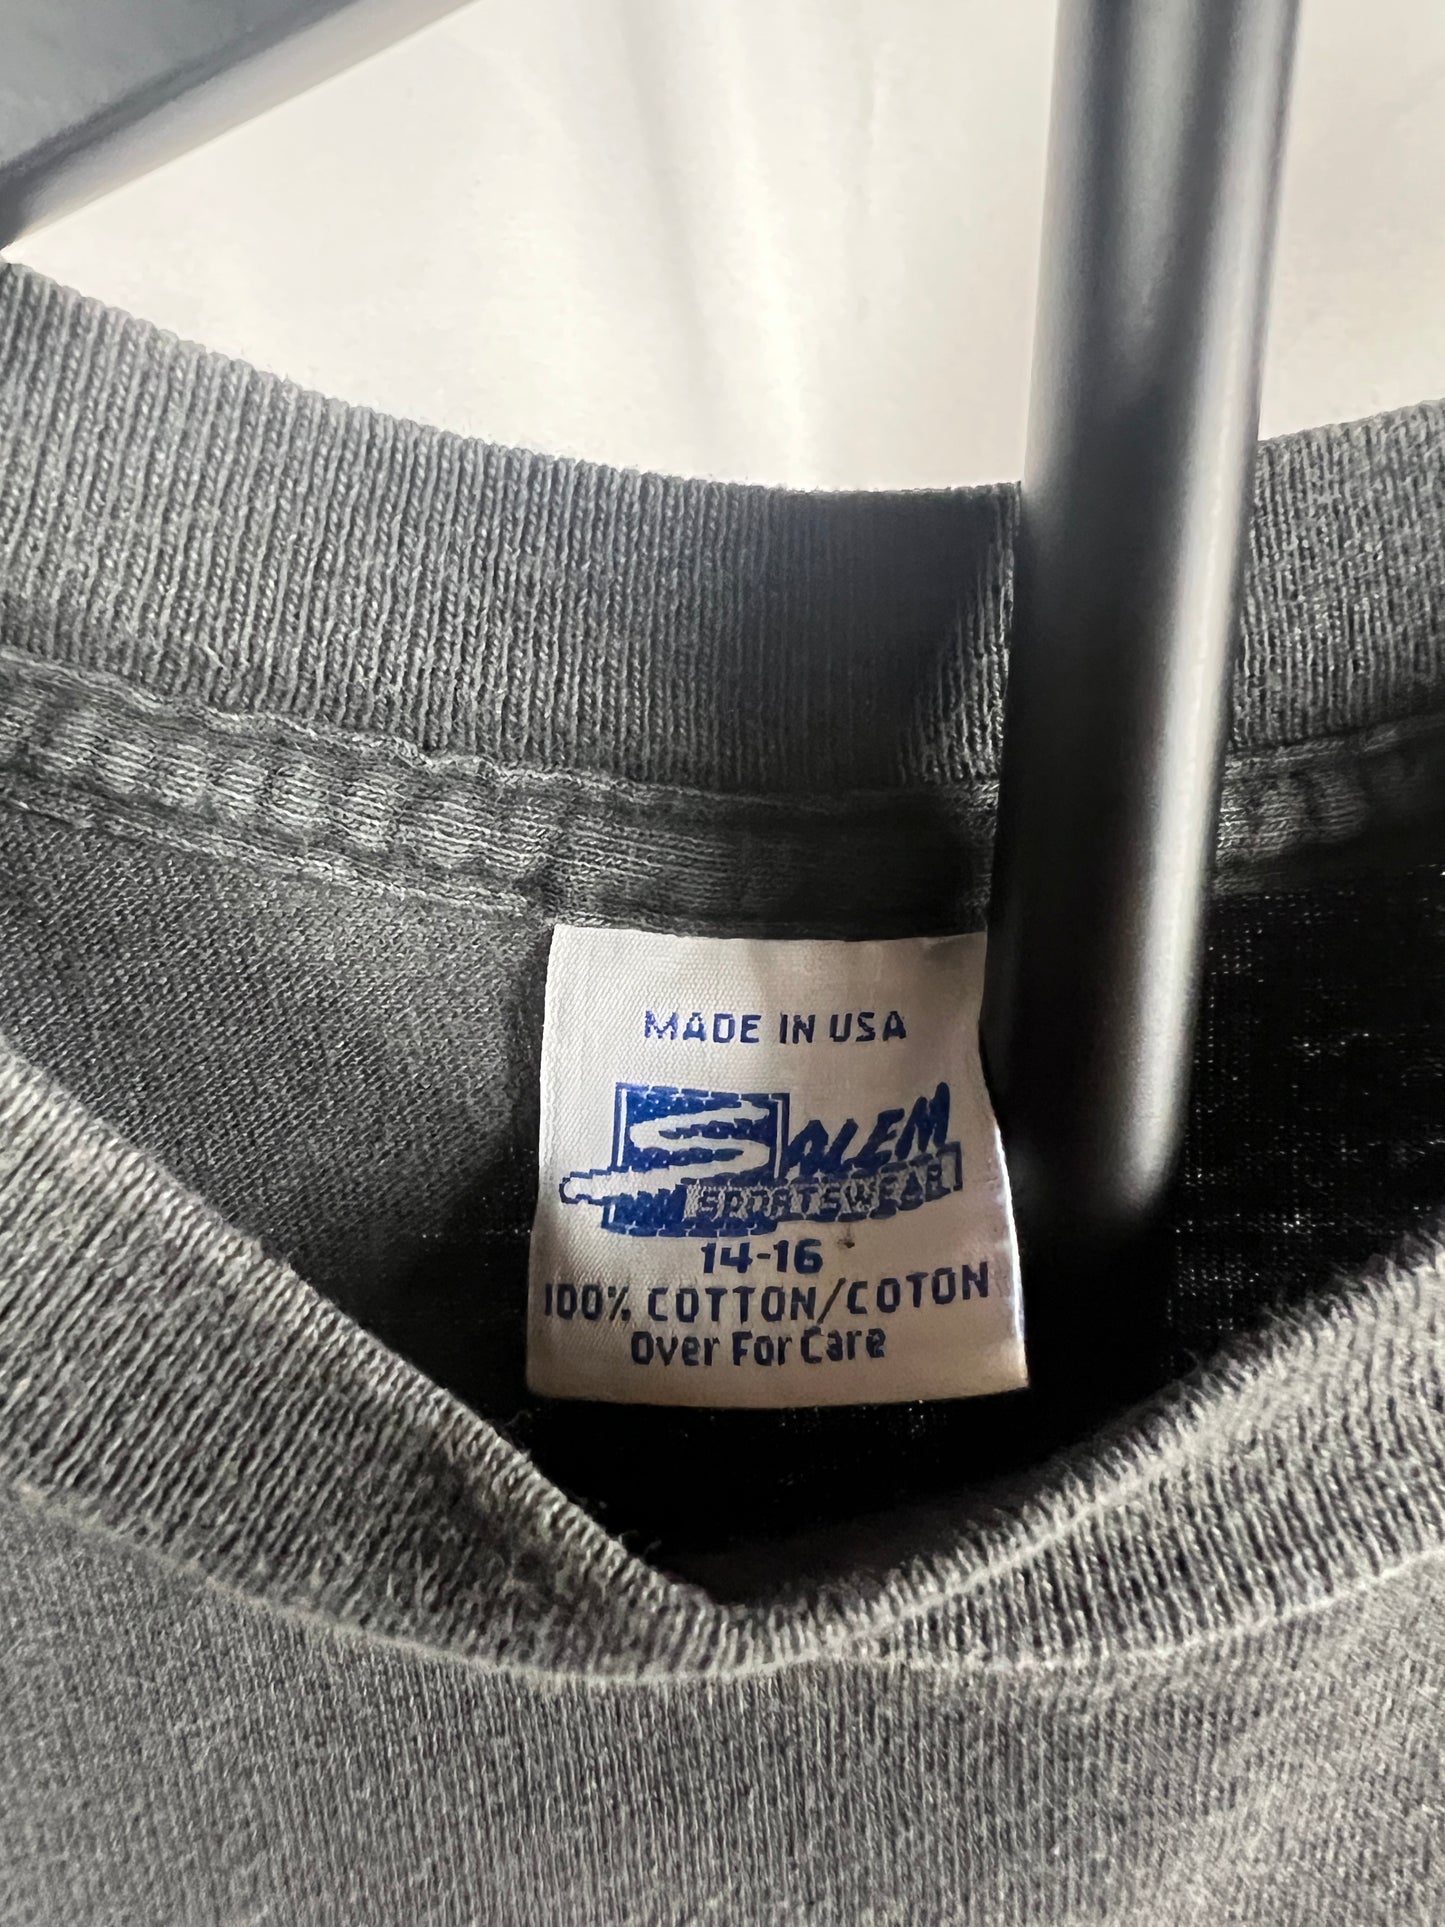 MADE IN USA
SALEM
SPORTSWEAR
14-16
100% COTTON/COTON
Over For Care